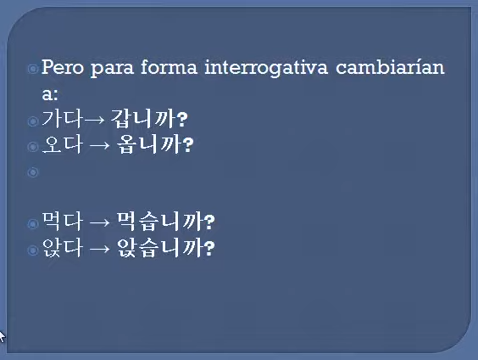 Pero para forma interrogativa cambiarían
a:
가다→ 갑니까?
오다 → 옵니까?
먹다 → 먹습니까?
앉다 → 앉습니까?